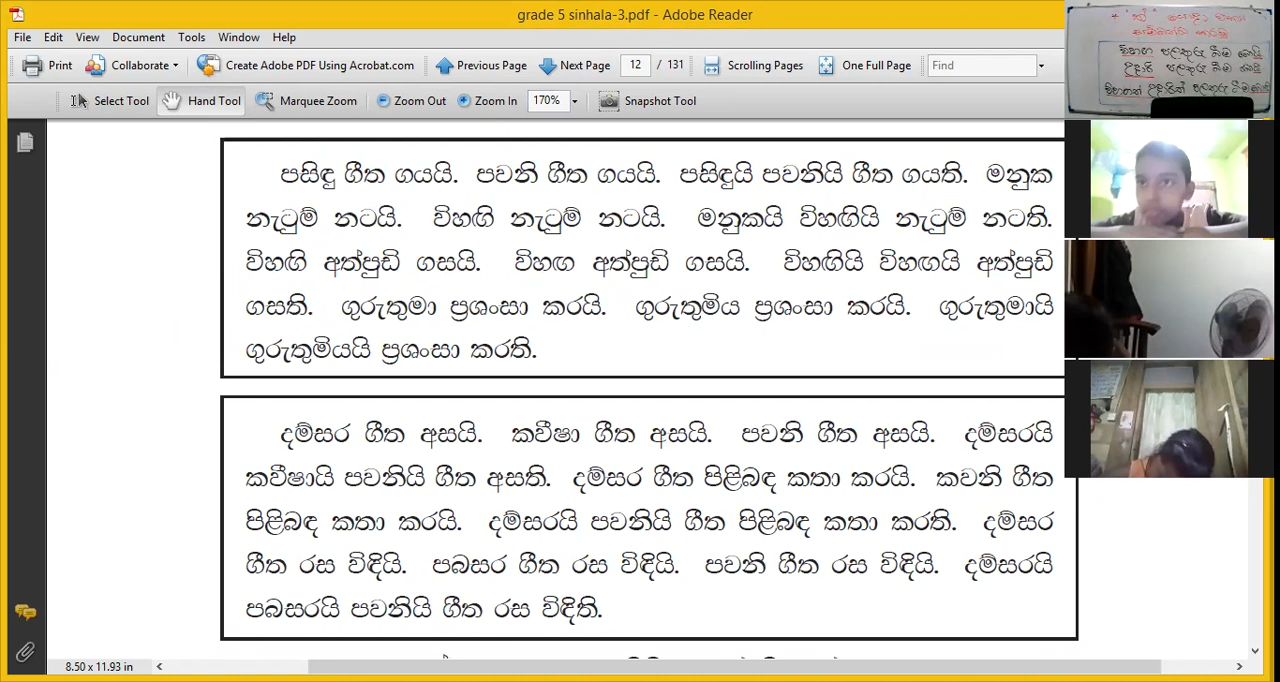 grade 5 sinhala-3.pdf - Adobe Reader
File Edit View Document Tools Window Help
Print Collaborate Create Adobe PDF Using Acrobat.com Previous Page Next Page 12 / 131 Scrolling Pages One Full Page Find
Select Tool Hand Tool Marquee Zoom Zoom Out Zoom In 170% Snapshot Tool
පසිඳු ගීත ගයයි. පවනි ගීත ගයයි. පසිඳුයි පවනියි ගීත ගයති. මනුක
නැටුම් නටයි. විහඟි නැටුම් නටයි. මනුකයි විහඟියි නැටුම් නටති.
විහඟි අත්පුඩි ගසයි. විහඟ අත්පුඩි ගසයි. විහඟියි විහඟයි අත්පුඩි
ගසති. ගුරුතුමා ප්‍රශංසා කරයි. ගුරුතුමිය ප්‍රශංසා කරයි. ගුරුතුමායි
ගුරුතුමියයි ප්‍රශංසා කරති.
දම්සර ගීත අසයි. කවීෂා ගීත අසයි. පවනි ගීත අසයි. දම්සරයි
කවීෂායි පවනියි ගීත අසති. දම්සර ගීත පිළිබඳ කතා කරයි. කවනි ගීත
පිළිබඳ කතා කරයි. දම්සරයි පවනියි ගීත පිළිබඳ කතා කරති. දම්සර
ගීත රස විඳියි. පබසර ගීත රස විඳියි. පවනි ගීත රස විඳියි. දම්සරයි
පබසරයි පවනියි ගීත රස විඳිති.
8.50 x 11.93 in
විහඟ පලතුරු බීම
උදාරි පලතුරු බීම
පලතුරු බීම